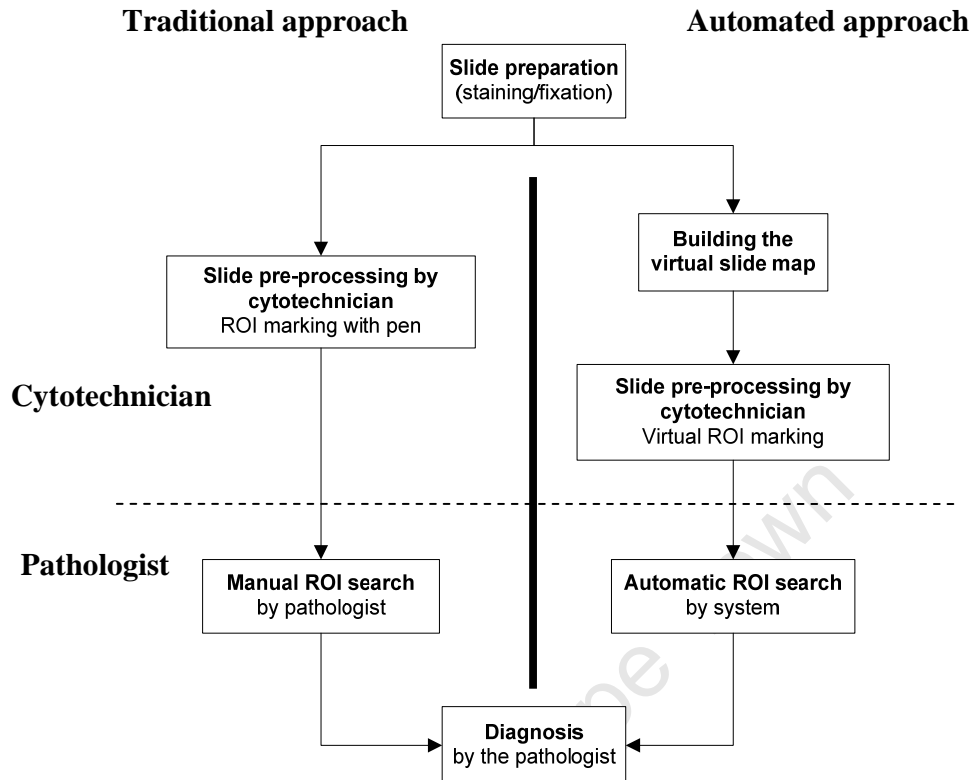 Traditional approach
Automated approach
Slide preparation
(staining/fixation)
Building the
virtual slide map
Slide pre-processing by
cytotechnician
ROI marking with pen
Slide pre-processing by
cytotechnician
Virtual ROI marking
Cytotechnician
Pathologist
Manual ROI search
by pathologist
Automatic ROI search
by system
Diagnosis
by the pathologist